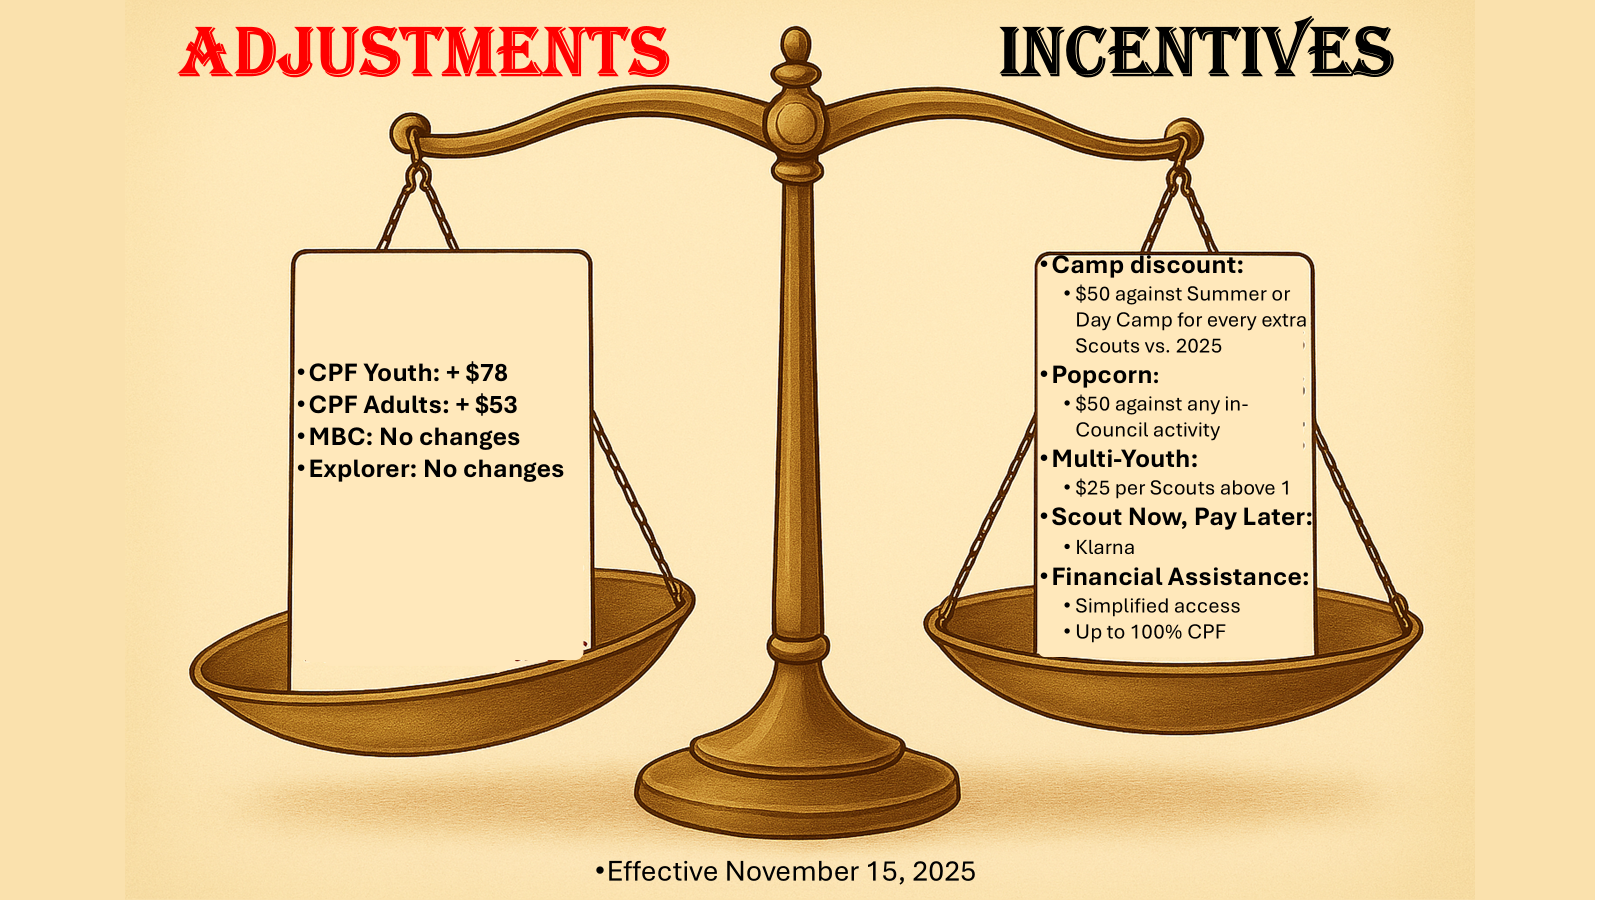 ADJUSTMENTS
INCENTIVES
•CPF Youth: + $78
•CPF Adults: + $53
•MBC: No changes
•Explorer: No changes
•Camp discount:
•$50 against Summer or
Day Camp for every extra
Scouts vs. 2025
•Popcorn:
•$50 against any in-
Council activity
•Multi-Youth:
•$25 per Scouts above 1
•Scout Now, Pay Later:
•Klarna
•Financial Assistance:
•Simplified access
•Up to 100% CPF
•Effective November 15, 2025